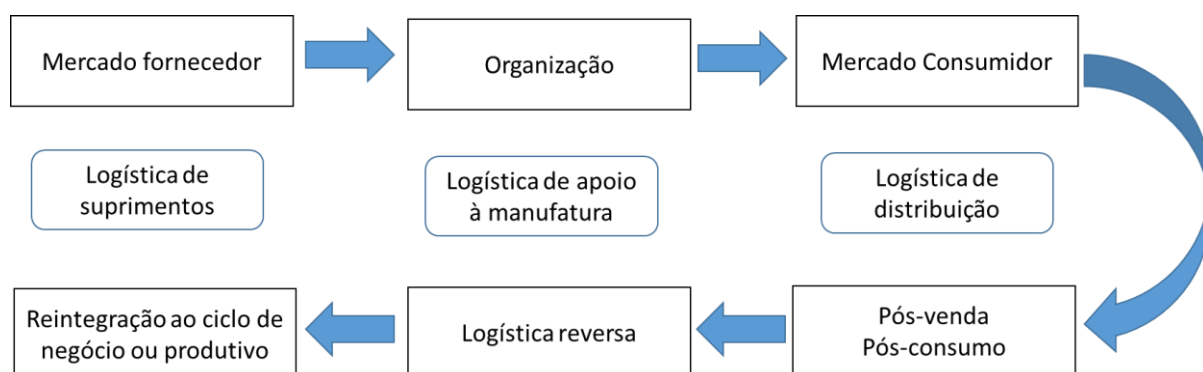 Mercado fornecedor
Organização
Mercado Consumidor
Logística de
suprimentos
Logística de apoio
à manufatura
Logística de
distribuição
Reintegração ao ciclo de
negócio ou produtivo
Logística reversa
Pós-venda
Pós-consumo